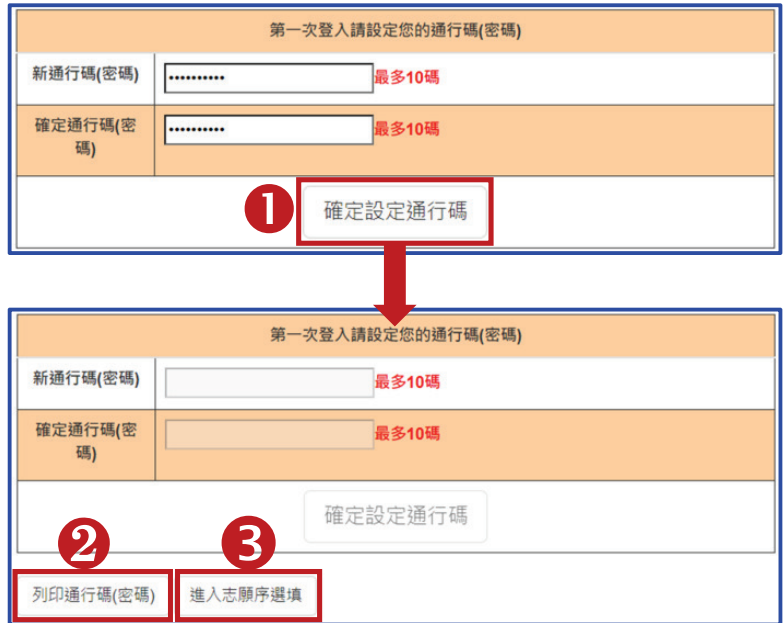 第一次登入請設定您的通行碼(密碼)
新通行碼(密碼)
••••••••••
最多10碼
確定通行碼(密
碼)
••••••••••
最多10碼
1
確定設定通行碼
第一次登入請設定您的通行碼(密碼)
新通行碼(密碼)
最多10碼
確定通行碼(密
碼)
最多10碼
確定設定通行碼
2
3
列印通行碼(密碼)
進入志願序選填